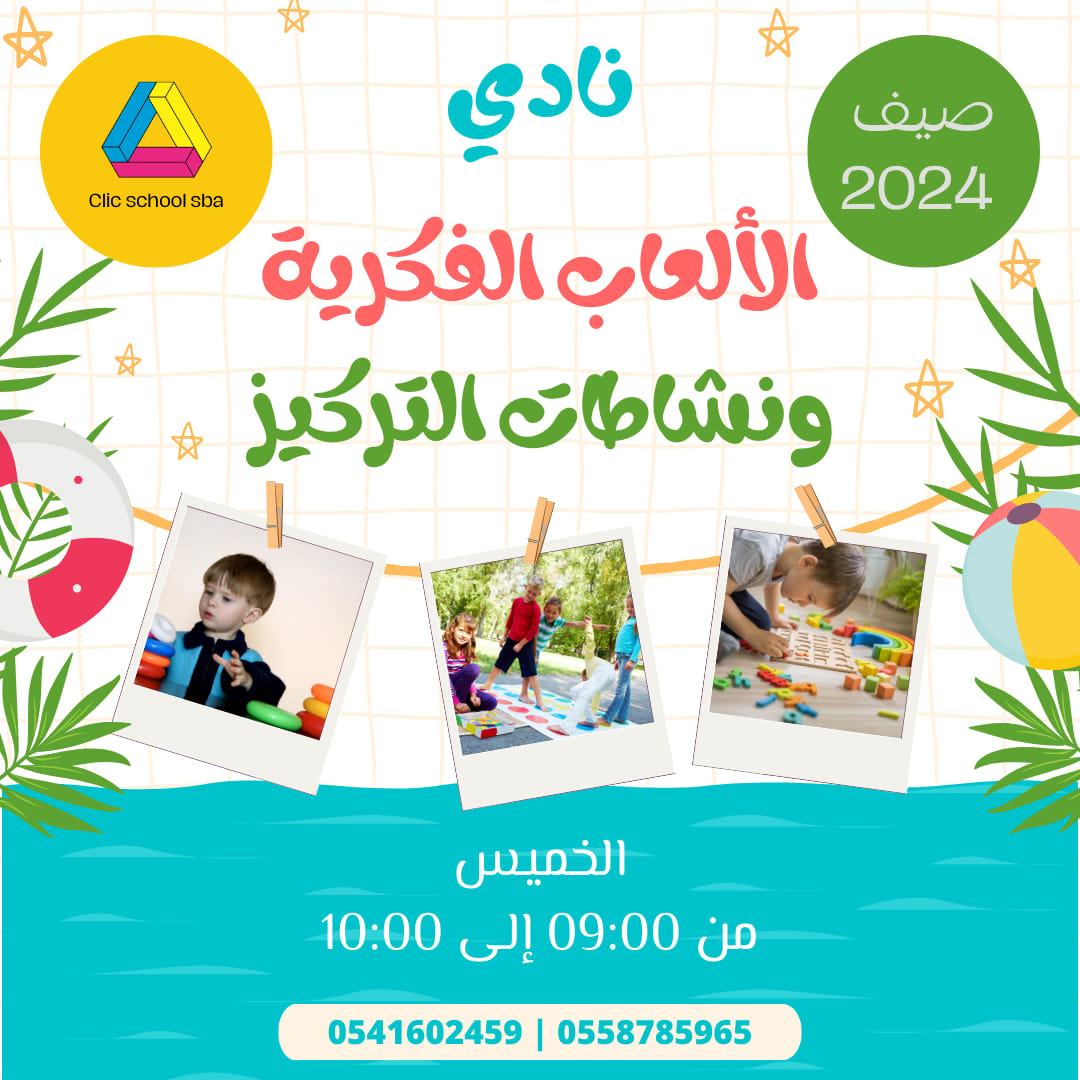 Clic school sba
صيف
2024
نادي
الألعاب الفكرية
ونشاطات التركيز
الخميس
من 09:00 إلى 10:00
0541602459 | 0558785965